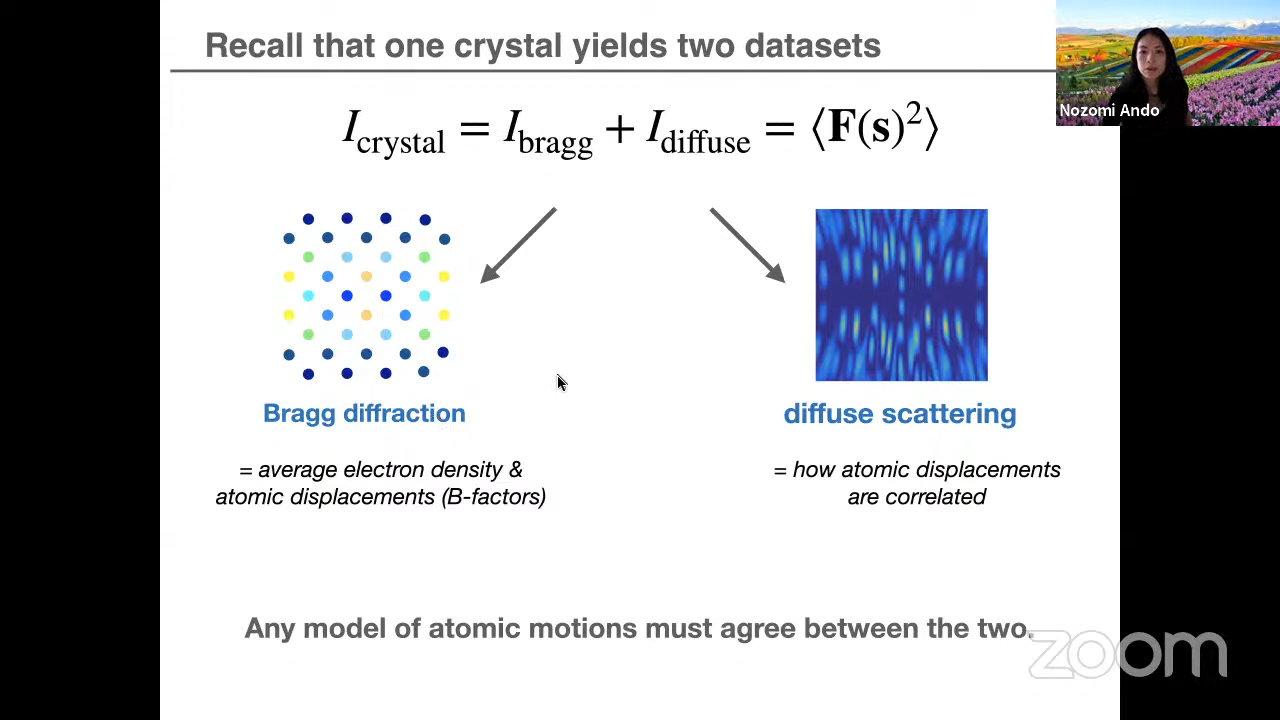 Recall that one crystal yields two datasets
Nozomi Ando
I_crystal = I_bragg + I_diffuse = ⟨F(s)²⟩
Bragg diffraction
diffuse scattering
= average electron density &
atomic displacements (B-factors)
= how atomic displacements
are correlated
Any model of atomic motions must agree between the two.
zoom